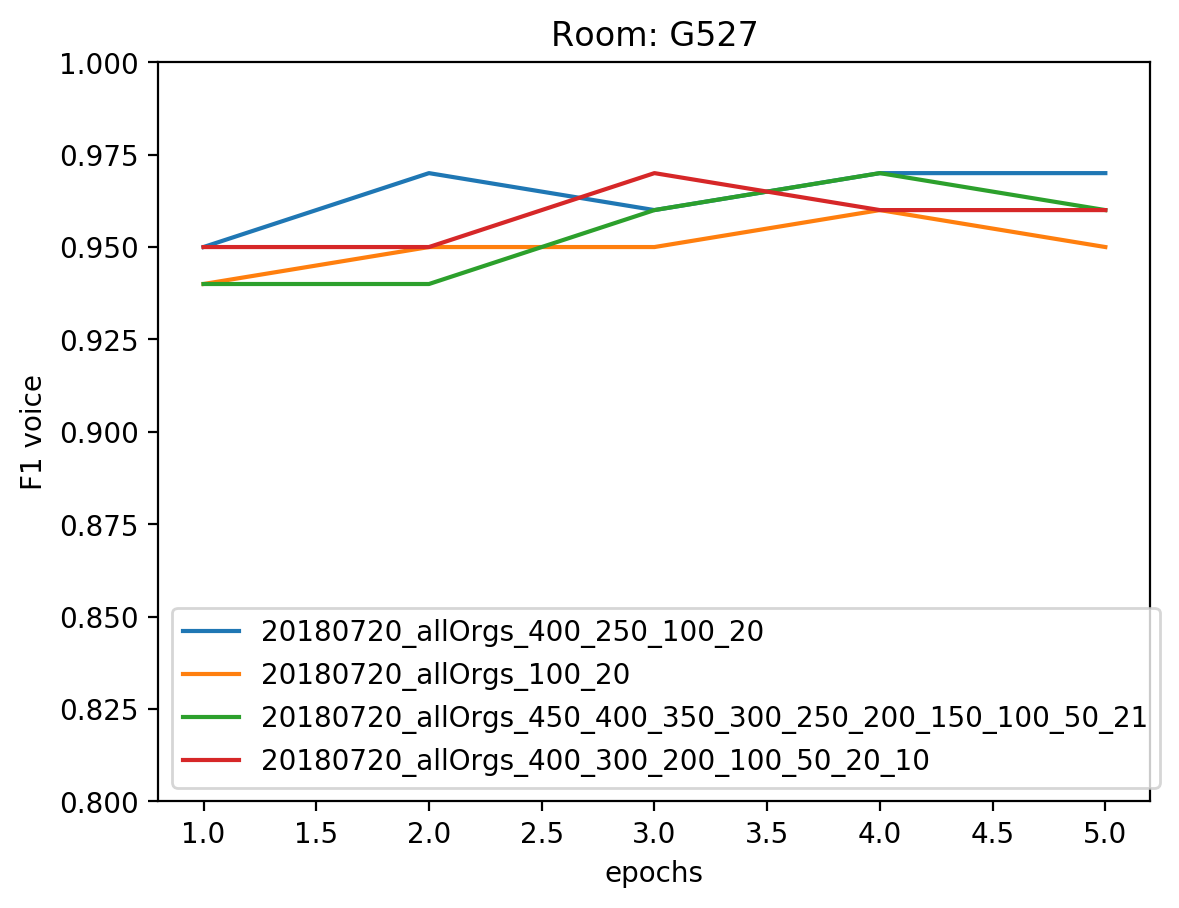 Room: G527
1.000
0.975
0.950
0.925
0.900
0.875
0.850
0.825
0.800
F1 voice
20180720_allOrgs_400_250_100_20
20180720_allOrgs_100_20
20180720_allOrgs_450_400_350_300_250_200_150_100_50_21
20180720_allOrgs_400_300_200_100_50_20_10
1.0 1.5 2.0 2.5 3.0 3.5 4.0 4.5 5.0
epochs